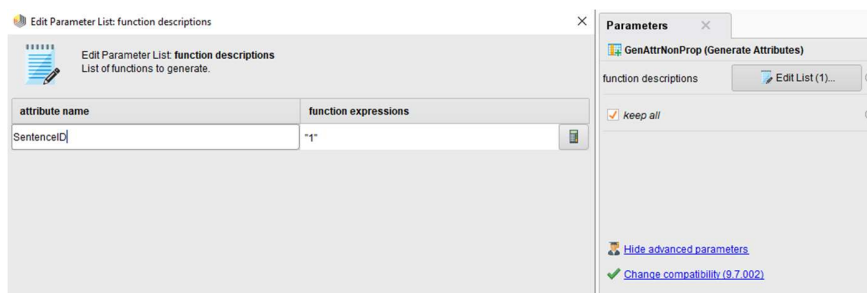 Edit Parameter List: function descriptions
Edit Parameter List: function descriptions
List of functions to generate.
attribute name
function expressions
SentenceID
"1"
Parameters
GenAttrNonProp (Generate Attributes)
function descriptions
Edit List (1)...
keep all
Hide advanced parameters
Change compatibility (9.7.002)